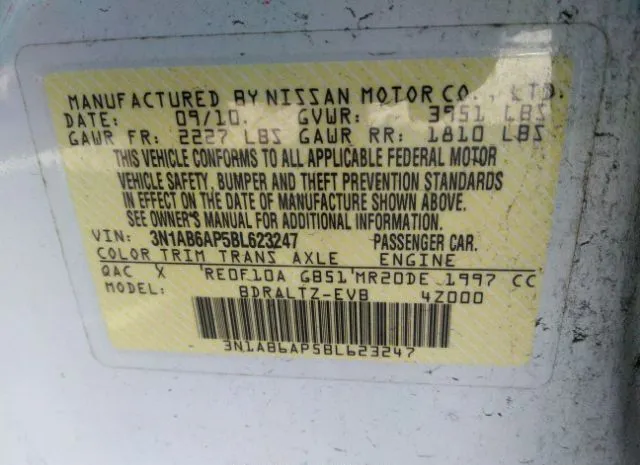 MANUFACTURED BY NISSAN MOTOR CO., LTD.
DATE: 09/10. GVWR: 3951 LBS
GAWR FR: 2227 LBS GAWR RR: 1810 LBS
THIS VEHICLE CONFORMS TO ALL APPLICABLE FEDERAL MOTOR
VEHICLE SAFETY, BUMPER AND THEFT PREVENTION STANDARDS
IN EFFECT ON THE DATE OF MANUFACTURE SHOWN ABOVE.
SEE OWNER'S MANUAL FOR ADDITIONAL INFORMATION.
VIN: 3N1AB6AP5BL623247 PASSENGER CAR.
COLOR TRIM TRANS AXLE ENGINE
QAC X RE0F10A GB51 MR20DE 1997 CC
MODEL: BDRALTZ-EVB 4Z000
3N1AB6AP5BL623247